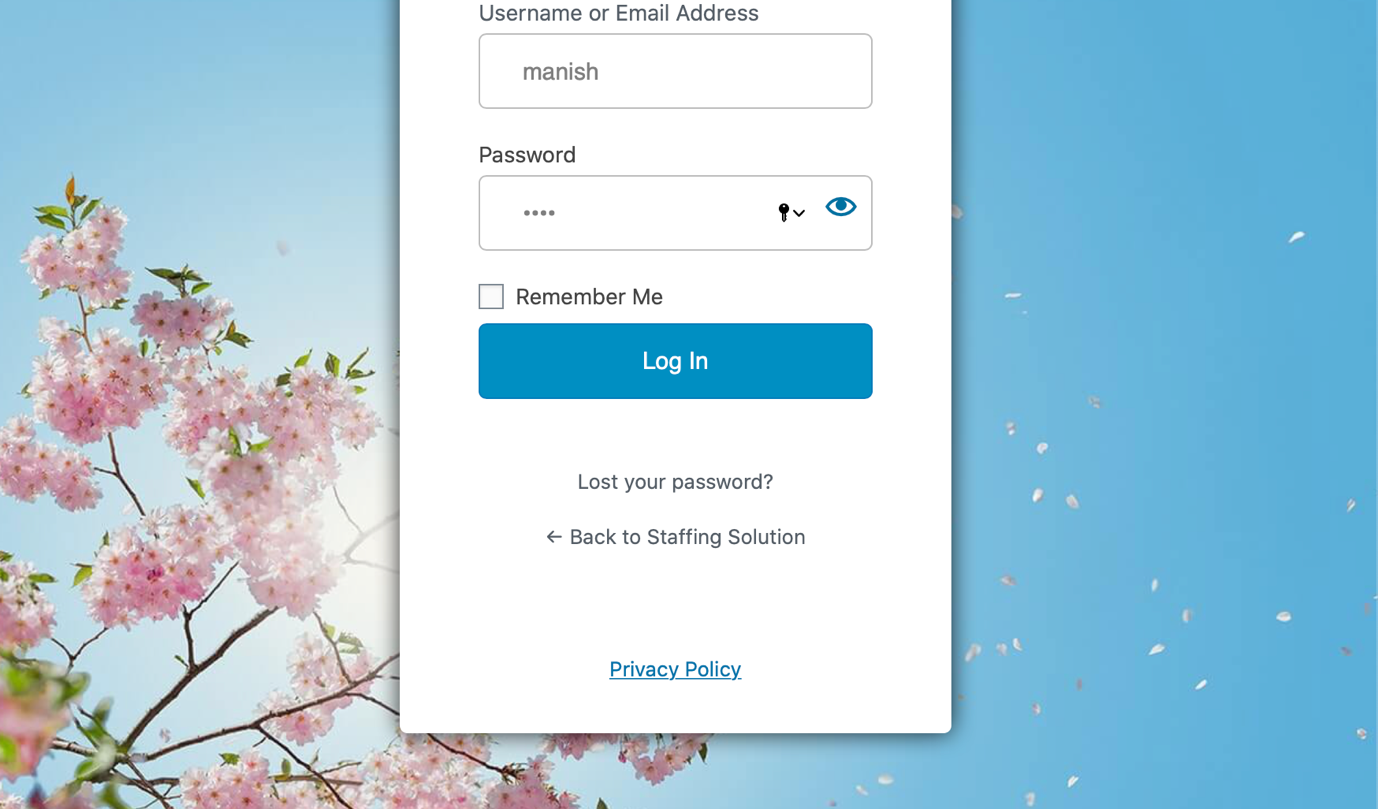 Username or Email Address
manish
Password
••••
Remember Me
Log In
Lost your password?
← Back to Staffing Solution
Privacy Policy